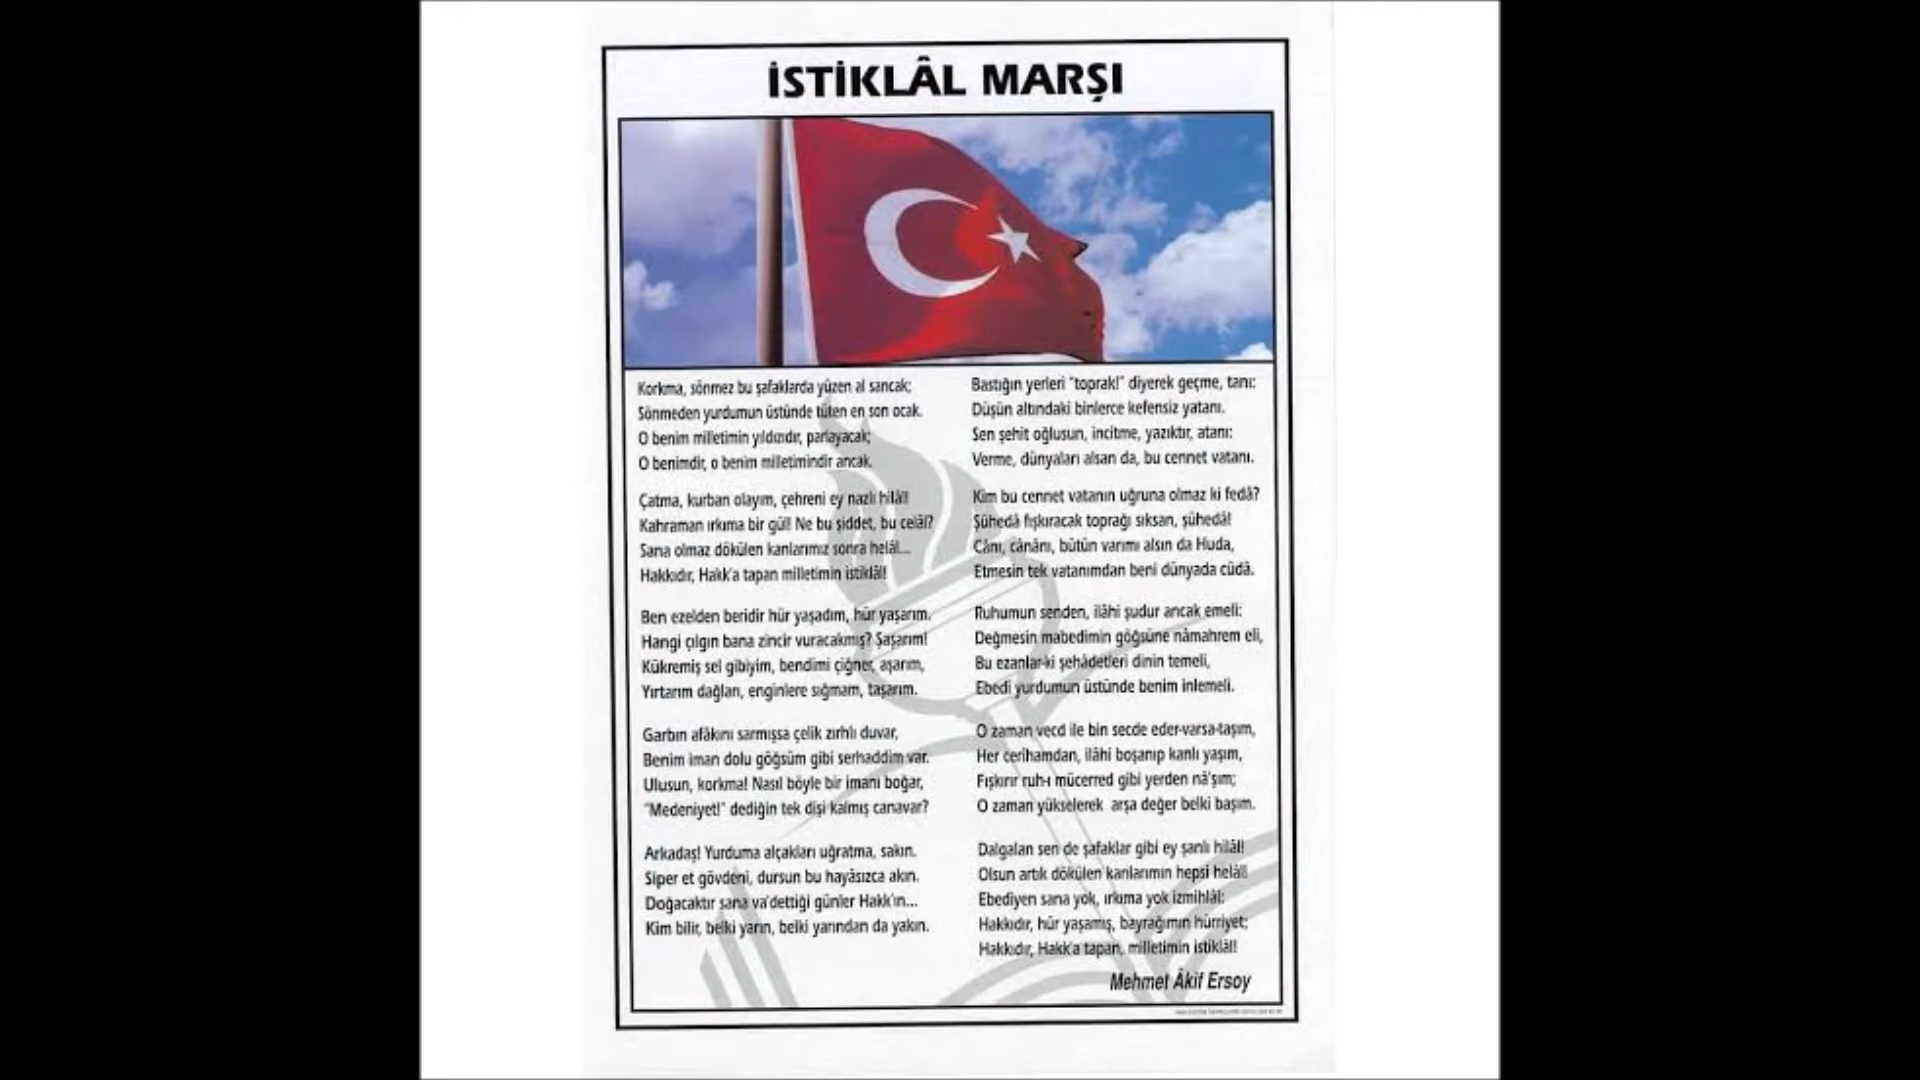 İSTİKLÂL MARŞI
Korkma, sönmez bu şafaklarda yüzen al sancak;
Sönmeden yurdumun üstünde tüten en son ocak.
O benim milletimin yıldızıdır, parlayacak;
O benimdir, o benim milletimindir ancak.
Çatma, kurban olayım, çehreni ey nazlı hilâl!
Kahraman ırkıma bir gül! Ne bu şiddet, bu celâl?
Sana olmaz dökülen kanlarımız sonra helâl...
Hakkıdır, Hakk'a tapan milletimin istiklâl!
Ben ezelden beridir hür yaşadım, hür yaşarım.
Hangi çılgın bana zincir vuracakmış? Şaşarım!
Kükremiş sel gibiyim, bendimi çiğner, aşarım,
Yırtarım dağları, enginlere sığmam, taşarım.
Garbın afâkını sarmışsa çelik zırhlı duvar,
Benim iman dolu göğsüm gibi serhaddim var.
Ulusun, korkma! Nasıl böyle bir imanı boğar,
"Medeniyet!" dediğin tek dişi kalmış canavar?
Arkadaş! Yurduma alçakları uğratma, sakın.
Siper et gövdeni, dursun bu hayâsızca akın.
Doğacaktır sana va'dettiği günler Hakk'ın...
Kim bilir, belki yarın, belki yarından da yakın.
Bastığın yerleri "toprak!" diyerek geçme, tanı:
Düşün altındaki binlerce kefensiz yatanı.
Sen şehit oğlusun, incitme, yazıktır, atanı:
Verme, dünyaları alsan da, bu cennet vatanı.
Kim bu cennet vatanın uğruna olmaz ki fedâ?
Şühedâ fışkıracak toprağı sıksan, şühedâ!
Cânı, cânânı, bütün varımı alsın da Huda,
Etmesin tek vatanımdan beni dünyada cüdâ.
Ruhumun senden, ilâhi şudur ancak emeli:
Değmesin mabedimin göğsüne nâmahrem eli,
Bu ezanlar-ki şehâdetleri dinin temeli,
Ebedi yurdumun üstünde benim inlemeli.
O zaman vecd ile bin secde eder-varsa-taşım,
Her cerihamdan, ilâhi boşanıp kanlı yaşım,
Fışkırır ruh-ı mücerred gibi yerden nâ'şım;
O zaman yükselerek arşa değer belki başım.
Dalgalan sen de şafaklar gibi ey şanlı hilâl!
Olsun artık dökülen kanlarımın hepsi helâl!
Ebediyen sana yok, ırkıma yok izmihlâl:
Hakkıdır, hür yaşamış, bayrağımın hürriyet;
Hakkıdır, Hakk'a tapan, milletimin istiklâl!
Mehmet Âkif Ersoy